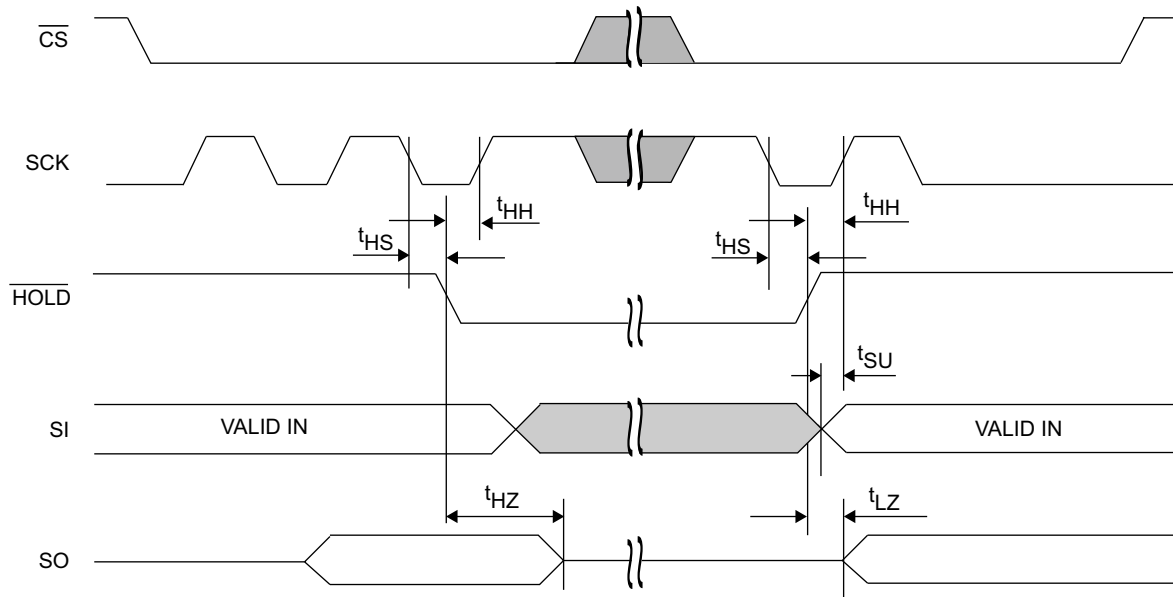 CS
SCK
tHH
tHH
tHS
tHS
HOLD
tSU
SI
VALID IN
VALID IN
tHZ
tLZ
SO